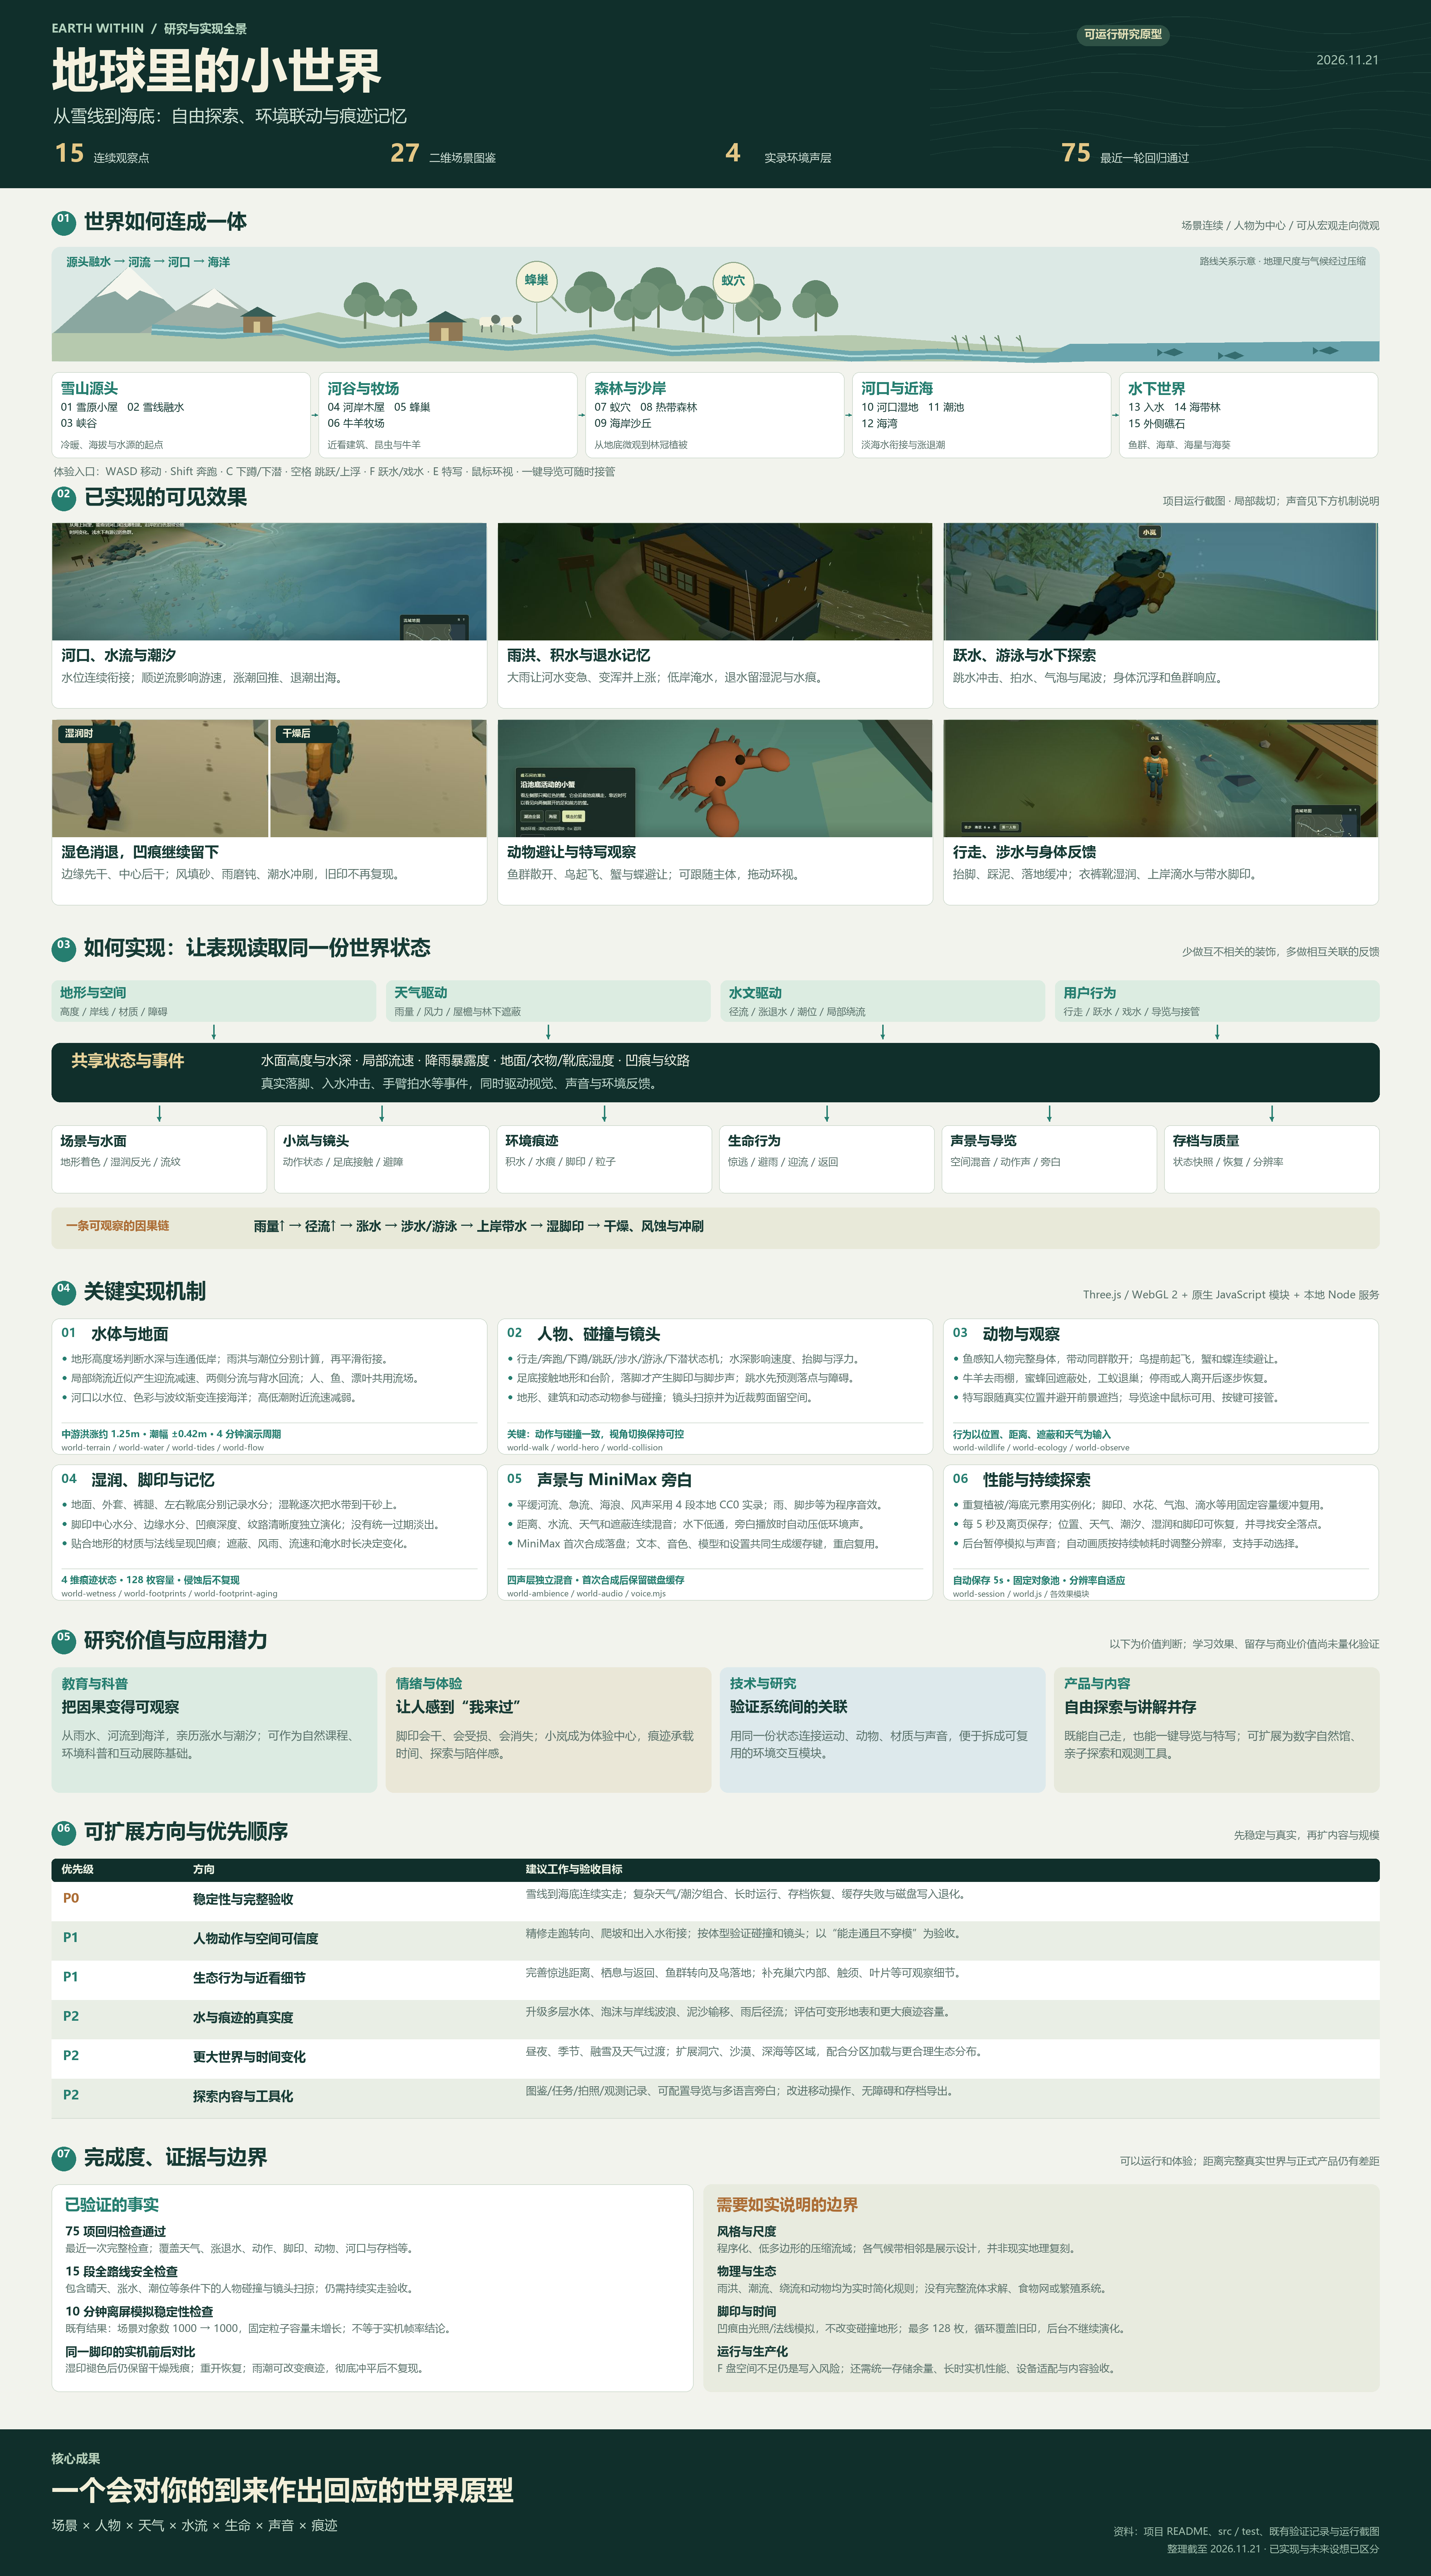 EARTH WITHIN / 研究与实现全景
可运行研究原型
地球里的小世界
2026.11.21
从雪线到海底：自由探索、环境联动与痕迹记忆
15 连续观察点
27 二维场景图鉴
4 实录环境声层
75 最近一轮回归通过
01 世界如何连成一体
场景连续 / 人物为中心 / 可从宏观走向微观
源头融水 → 河流 → 河口 → 海洋
蜂巢
蚁穴
路线关系示意 · 地理尺度与气候经过压缩
雪山源头
01 雪原小屋 02 雪线融水
03 峡谷
冷暖、海拔与水源的起点
河谷与牧场
04 河岸木屋 05 蜂巢
06 牛羊牧场
近看建筑、昆虫与牛羊
森林与沙岸
07 蚁穴 08 热带森林
09 海岸沙丘
从地底微观到林冠植被
河口与近海
10 河口湿地 11 潮池
12 海湾
淡海水衔接与涨退潮
水下世界
13 入水 14 海带林
15 外侧礁石
鱼群、海草、海星与海葵
体验入口：WASD 移动 · Shift 奔跑 · C 下蹲/下潜 · 空格 跳跃/上浮 · F 跃水/戏水 · E 特写 · 鼠标环视 · 一键导览可随时接管
02 已实现的可见效果
项目运行截图 · 局部裁切；声音见下方机制说明
河口、水流与潮汐
水位连续衔接；顺逆流影响游速，涨潮回推、退潮出海。
雨洪、积水与退水记忆
大雨让河水变急、变浑并上涨；低岸淹水，退水留湿泥与水痕。
小岚
跃水、游泳与水下探索
跳水冲击、拍水、气泡与尾波；身体沉浮和鱼群响应。
湿润时
干燥后
湿色消退，凹痕继续留下
边缘先干、中心后干；风填砂、雨磨钝、潮水冲刷，旧印不再复现。
沿池底活动的小蟹
动物避让与特写观察
鱼群散开、鸟起飞、蟹与蝶避让；可跟随主体，拖动环视。
小岚
行走、涉水与身体反馈
抬脚、踩泥、落地缓冲；衣裤靴湿润、上岸滴水与带水脚印。
03 如何实现：让表现读取同一份世界状态
少做互不相关的装饰，多做相互关联的反馈
地形与空间
高度 / 岸线 / 材质 / 障碍
天气驱动
雨量 / 风力 / 屋檐与林下遮蔽
水文驱动
径流 / 涨退水 / 潮位 / 局部绕流
用户行为
行走 / 跃水 / 戏水 / 导览与接管
共享状态与事件
水面高度与水深 · 局部流速 · 降雨暴露度 · 地面/衣物/靴底湿度 · 凹痕与纹路
真实落脚、入水冲击、手臂拍水等事件，同时驱动视觉、声音与环境反馈。
场景与水面
地形着色 / 湿润反光 / 流纹
小岚与镜头
动作状态 / 足底接触 / 避障
环境痕迹
积水 / 水痕 / 脚印 / 粒子
生命行为
惊逃 / 避雨 / 迎流 / 返回
声景与导览
空间混音 / 动作声 / 旁白
存档与质量
状态快照 / 恢复 / 分辨率
一条可观察的因果链
雨量↑ → 径流↑ → 涨水 → 涉水/游泳 → 上岸带水 → 湿脚印 → 干燥、风蚀与冲刷
04 关键实现机制
Three.js / WebGL 2 + 原生 JavaScript 模块 + 本地 Node 服务
01 水体与地面
• 地形高度场判断水深与连通低岸；雨洪与潮位分别计算，再平滑衔接。
• 局部绕流近似产生迎流减速、两侧分流与背水回流；人、鱼、漂叶共用流场。
• 河口以水位、色彩与波纹渐变连接海洋；高低潮附近流速减弱。
中游洪涨约 1.25m • 潮幅 ±0.42m • 4 分钟演示周期
world-terrain / world-water / world-tides / world-flow
02 人物、碰撞与镜头
• 行走/奔跑/下蹲/跳跃/涉水/游泳/下潜状态机；水深影响速度、抬脚与浮力。
• 足底接触地形和台阶，落脚才产生脚印与脚步声；跳水先预测落点与障碍。
• 地形、建筑和动态动物参与碰撞；镜头扫掠并为近裁剪面留空间。
关键：动作与碰撞一致，视角切换保持可控
world-walk / world-hero / world-collision
03 动物与观察
• 鱼感知人物完整身体，带动同群散开；鸟提前起飞，蟹和蝶连续避让。
• 牛羊去雨棚，蜜蜂回遮蔽处，工蚁退巢；停雨或人离开后逐步恢复。
• 特写跟随真实位置并避开前景遮挡；导览途中鼠标可用、按键可接管。
行为以位置、距离、遮蔽和天气为输入
world-wildlife / world-ecology / world-observe
04 湿润、脚印与记忆
• 地面、外套、裤腿、左右靴底分别记录水分；湿靴逐次把水带到干砂上。
• 脚印中心水分、边缘水分、凹痕深度、纹路清晰度独立演化；没有统一过期淡出。
• 贴合地形的材质与法线呈现凹痕；遮蔽、风雨、流速和淹水时长决定变化。
4 维痕迹状态 • 128 枚容量 • 侵蚀后不复现
world-wetness / world-footprints / world-footprint-aging
05 声景与 MiniMax 旁白
• 平缓河流、急流、海浪、风声采用 4 段本地 CC0 实录；雨、脚步等为程序音效。
• 距离、水流、天气和遮蔽连续混音；水下低通，旁白播放时自动压低环境声。
• MiniMax 首次合成落盘；文本、音色、模型和设置共同生成缓存键，重启复用。
四声层独立混音 • 首次合成后保留磁盘缓存
world-ambience / world-audio / voice.mjs
06 性能与持续探索
• 重复植被/海底元素用实例化；脚印、水花、气泡、滴水等用固定容量缓冲复用。
• 每 5 秒及离页保存；位置、天气、潮汐、湿润和脚印可恢复，并寻找安全落点。
• 后台暂停模拟与声音；自动画质按持续帧耗时调整分辨率，支持手动选择。
自动保存 5s • 固定对象池 • 分辨率自适应
world-session / world.js / 各效果模块
05 研究价值与应用潜力
以下为价值判断；学习效果、留存与商业价值尚未量化验证
教育与科普
把因果变得可观察
从雨水、河流到海洋，亲历涨水与潮汐；可作为自然课程、
环境科普和互动展陈基础。
情绪与体验
让人感到“我来过”
脚印会干、会受损、会消失；小岚成为体验中心，痕迹承载
时间、探索与陪伴感。
技术与研究
验证系统间的关联
用同一份状态连接运动、动物、材质与声音，便于拆成可复
用的环境交互模块。
产品与内容
自由探索与讲解并存
既能自己走，也能一键导览与特写；可扩展为数字自然馆、
亲子探索和观测工具。
06 可扩展方向与优先顺序
先稳定与真实，再扩内容与规模
优先级 方向 建议工作与验收目标
P0 稳定性与完整验收 雪线到海底连续实走；复杂天气/潮汐组合、长时运行、存档恢复、缓存失败与磁盘写入退化。
P1 人物动作与空间可信度 精修走跑转向、爬坡和出入水衔接；按体型验证碰撞和镜头；以“能走通且不穿模”为验收。
P1 生态行为与近看细节 完善惊逃距离、栖息与返回、鱼群转向及鸟落地；补充巢穴内部、触须、叶片等可观察细节。
P2 水与痕迹的真实度 升级多层水体、泡沫与岸线波浪、泥沙输移、雨后径流；评估可变形地表和更大痕迹容量。
P2 更大世界与时间变化 昼夜、季节、融雪及天气过渡；扩展洞穴、沙漠、深海等区域，配合分区加载与更合理生态分布。
P2 探索内容与工具化 图鉴/任务/拍照/观测记录、可配置导览与多语言旁白；改进移动操作、无障碍和存档导出。
07 完成度、证据与边界
可以运行和体验；距离完整真实世界与正式产品仍有差距
已验证的事实
75 项回归检查通过
最近一次完整检查；覆盖天气、涨退水、动作、脚印、动物、河口与存档等。
15 段全路线安全检查
包含晴天、涨水、潮位等条件下的人物碰撞与镜头扫掠；仍需持续实走验收。
10 分钟离屏模拟稳定性检查
既有结果：场景对象数 1000 → 1000，固定粒子容量未增长；不等于实机帧率结论。
同一脚印的实机前后对比
湿印褪色后仍保留干燥残痕；重开恢复；雨潮可改变痕迹，彻底冲平后不复现。
需要如实说明的边界
风格与尺度
程序化、低多边形的压缩流域；各气候带相邻是展示设计，并非现实地理复刻。
物理与生态
雨洪、潮流、绕流和动物均为实时简化规则；没有完整流体求解、食物网或繁殖系统。
脚印与时间
凹痕由光照/法线模拟，不改变碰撞地形；最多 128 枚，循环覆盖旧印，后台不继续演化。
运行与生产化
F 盘空间不足仍是写入风险；还需统一存储余量、长时实机性能、设备适配与内容验收。
核心成果
一个会对你的到来作出回应的世界原型
场景 × 人物 × 天气 × 水流 × 生命 × 声音 × 痕迹
资料：项目 README、src / test、既有验证记录与运行截图
整理截至 2026.11.21 · 已实现与未来设想已区分